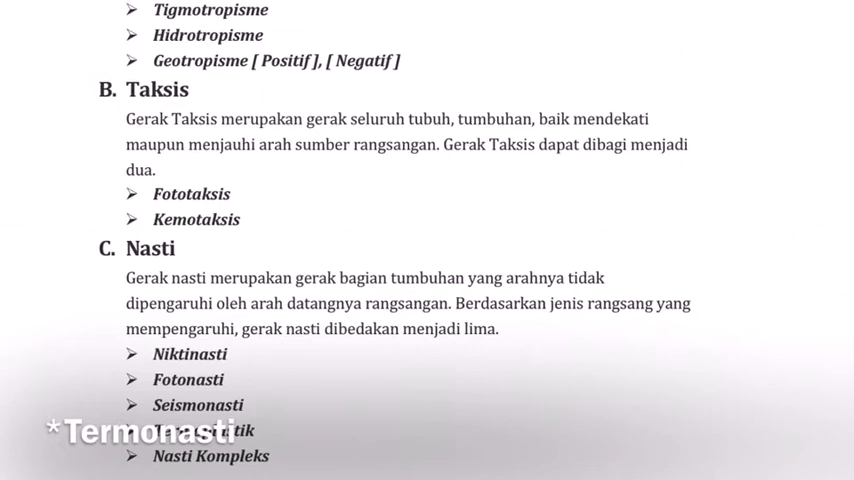 ➢ Tigmotropisme
➢ Hidrotropisme
➢ Geotropisme [ Positif ], [ Negatif ]
B. Taksis
Gerak Taksis merupakan gerak seluruh tubuh, tumbuhan, baik mendekati
maupun menjauhi arah sumber rangsangan. Gerak Taksis dapat dibagi menjadi
dua.
➢ Fototaksis
➢ Kemotaksis
C. Nasti
Gerak nasti merupakan gerak bagian tumbuhan yang arahnya tidak
dipengaruhi oleh arah datangnya rangsangan. Berdasarkan jenis rangsang yang
mempengaruhi, gerak nasti dibedakan menjadi lima.
➢ Niktinasti
➢ Fotonasti
➢ Seismonasti
*Termonasti
➢ Nasti Kompleks